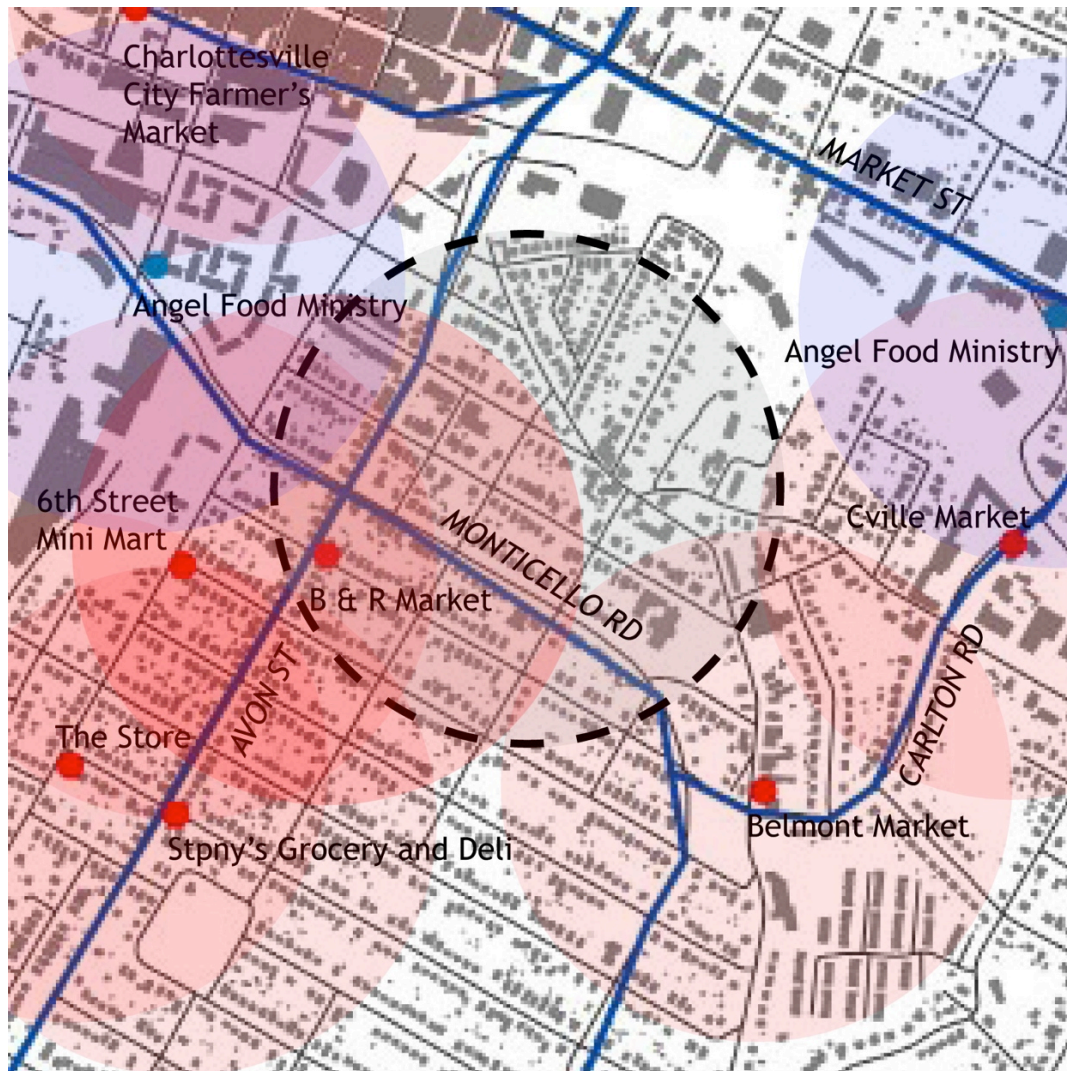 Charlottesville
City Farmer's
Market
MARKET ST
Angel Food Ministry
Angel Food Ministry
6th Street
Mini Mart
Cville Market
MONTICELLO RD
B & R Market
AVON ST
CARLTON RD
The Store
Belmont Market
Stpny's Grocery and Deli